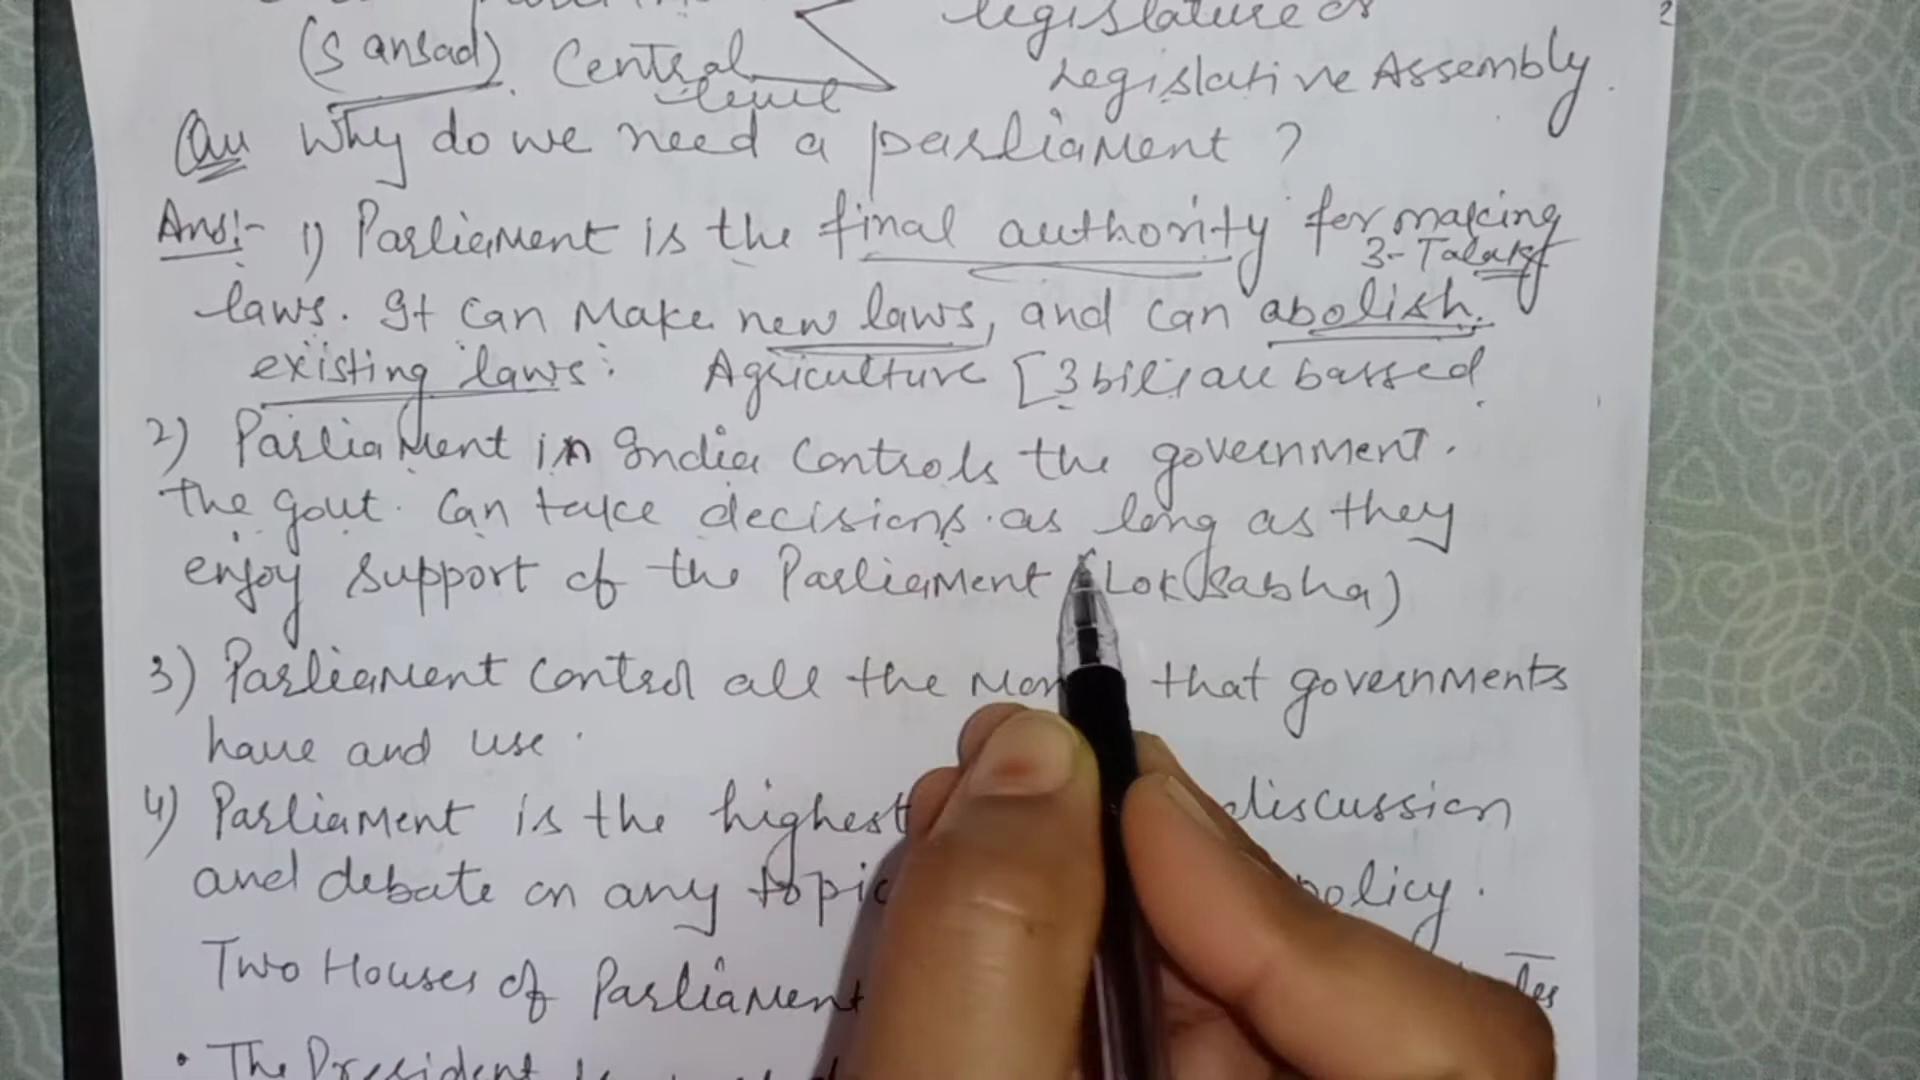 legislature or
(Sansad) Central Legislative Assembly.
level
Qu Why do we need a parliament?
Ans:- 1) Parliament is the final authority for making
3-Talak
laws. It can make new laws, and can abolish
existing laws: Agriculture [3 bills are bassed
2) Parliament in India controls the government.
The govt. can take decisions as long as they
enjoy support of the Parliament (Lok Sabha)
3) Parliament control all the that governments
have and use.
4) Parliament is the highest discussion
and debate on any topic policy.
Two Houses of Parliament
• The President
2